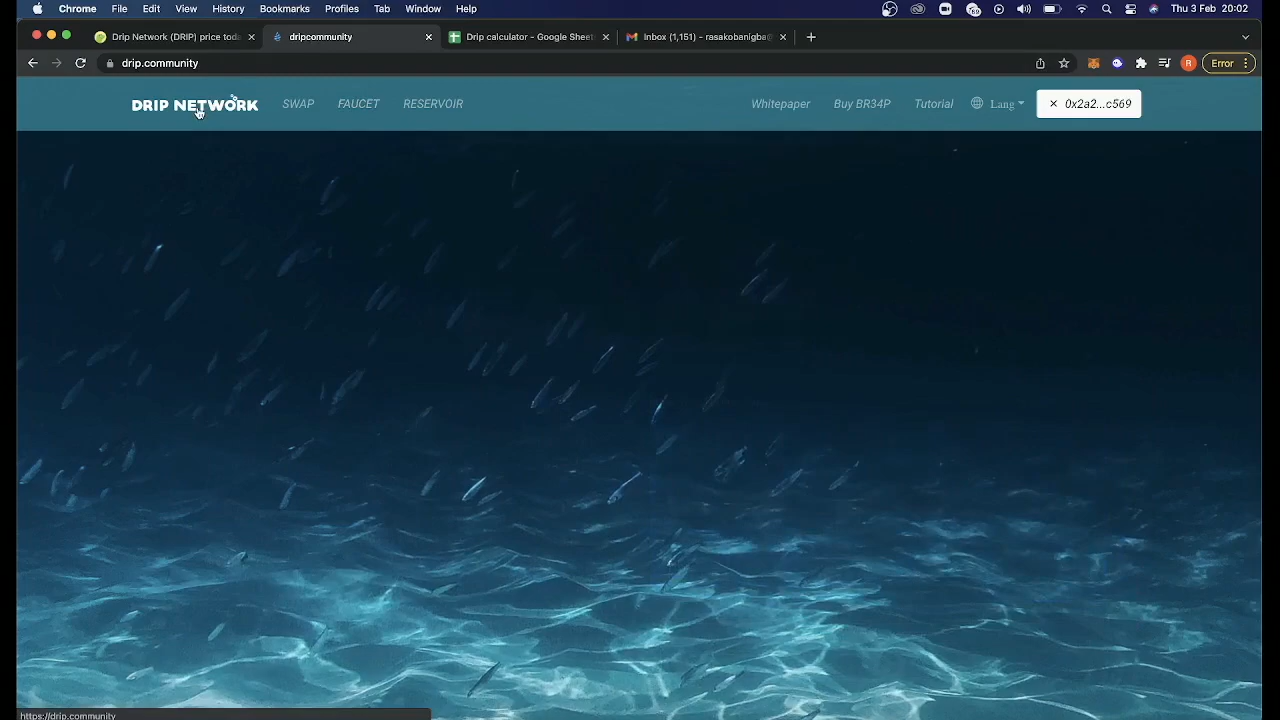 Chrome File Edit View History Bookmarks Profiles Tab Window Help Thu 3 Feb 20:02
Drip Network (DRIP) price toda dripcommunity Drip calculator - Google Sheet Inbox (1,151) - rasakobanigba@
drip.community R Error
DRIP NETWORK SWAP FAUCET RESERVOIR Whitepaper Buy BR34P Tutorial Lang × 0x2a2...c569
https://drip.community